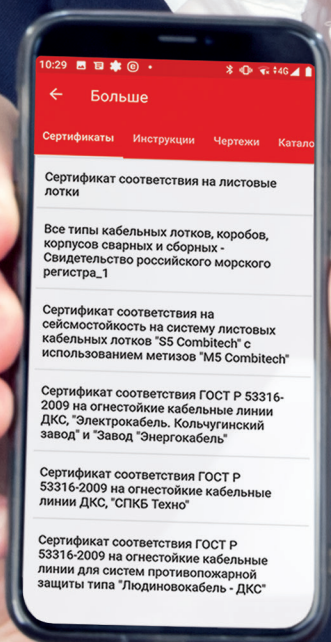 10:29
4G
Больше
Сертификаты Инструкции Чертежи Катало
Сертификат соответствия на листовые
лотки
Все типы кабельных лотков, коробов,
корпусов сварных и сборных -
Свидетельство российского морского
регистра_1
Сертификат соответствия на
сейсмостойкость на систему листовых
кабельных лотков "S5 Combitech" с
использованием метизов "M5 Combitech"
Сертификат соответствия ГОСТ Р 53316-
2009 на огнестойкие кабельные линии
ДКС, "Электрокабель. Кольчугинский
завод" и "Завод "Энергокабель"
Сертификат соответствия ГОСТ Р
53316-2009 на огнестойкие кабельные
линии ДКС, "СПКБ Техно"
Сертификат соответствия ГОСТ Р
53316-2009 на огнестойкие кабельные
линии для систем противопожарной
защиты типа "Людиновокабель - ДКС"